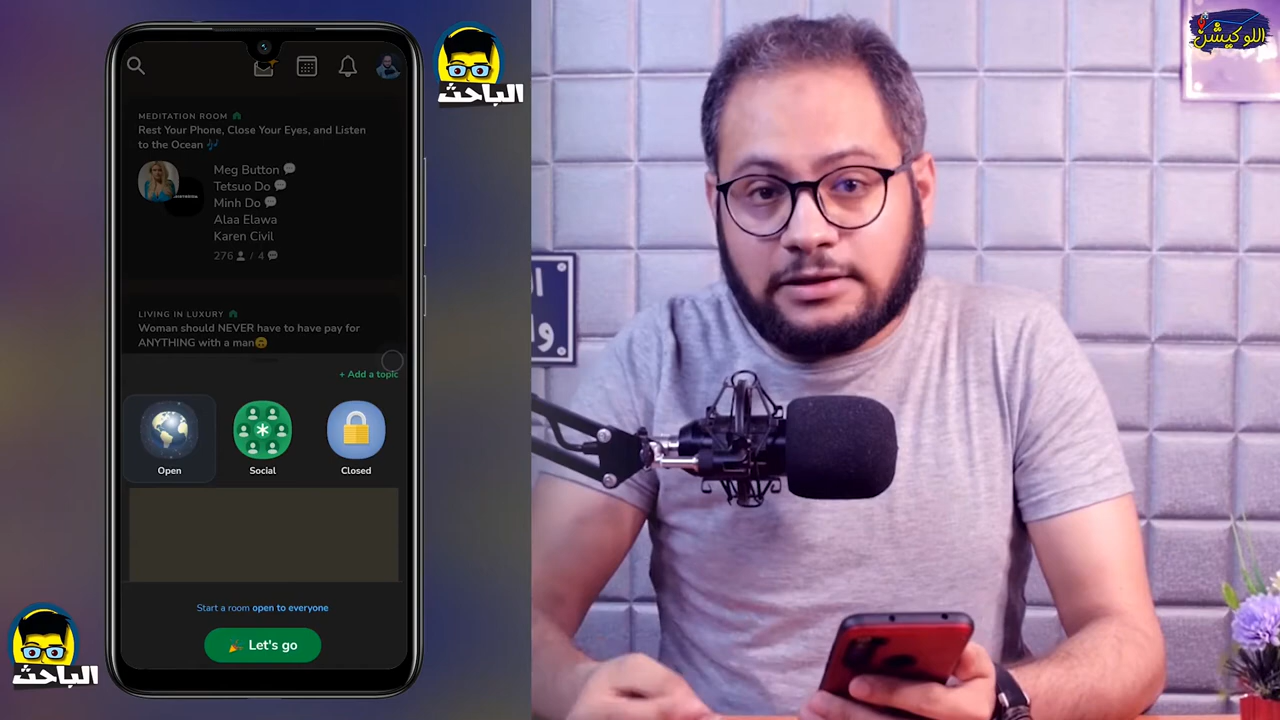 MEDITATION ROOM
Rest Your Phone, Close Your Eyes, and Listen
to the Ocean 🎶
Meg Button 💬
Tetsuo Do 💬
Minh Do 💬
Alaa Elawa
Karen Civil
276 / 4
LIVING IN LUXURY
Woman should NEVER have to have pay for
ANYTHING with a man🙃
+ Add a topic
Open
Social
Closed
Start a room open to everyone
🎉 Let's go
الباحث
الباحث
اللوكيشن